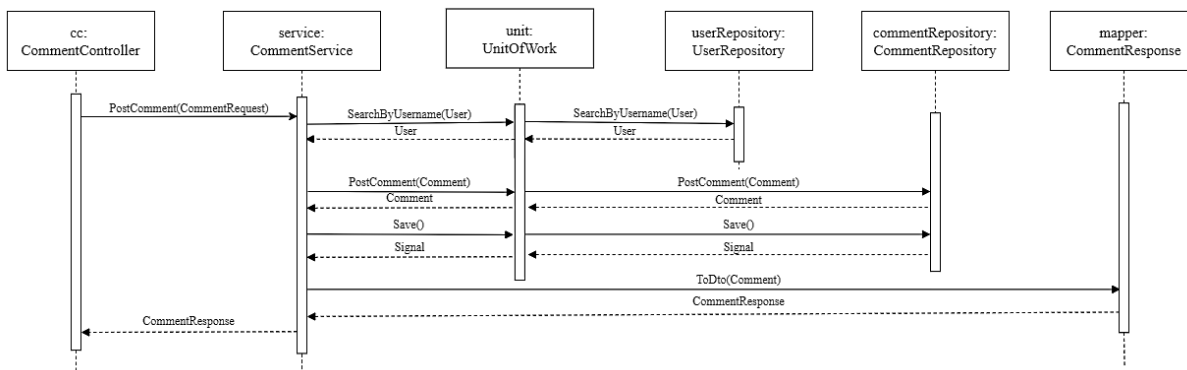 cc:
CommentController
service:
CommentService
unit:
UnitOfWork
userRepository:
UserRepository
commentRepository:
CommentRepository
mapper:
CommentResponse
PostComment(CommentRequest)
SearchByUsername(User)
SearchByUsername(User)
User
User
PostComment(Comment)
PostComment(Comment)
Comment
Comment
Save()
Save()
Signal
Signal
ToDto(Comment)
CommentResponse
CommentResponse